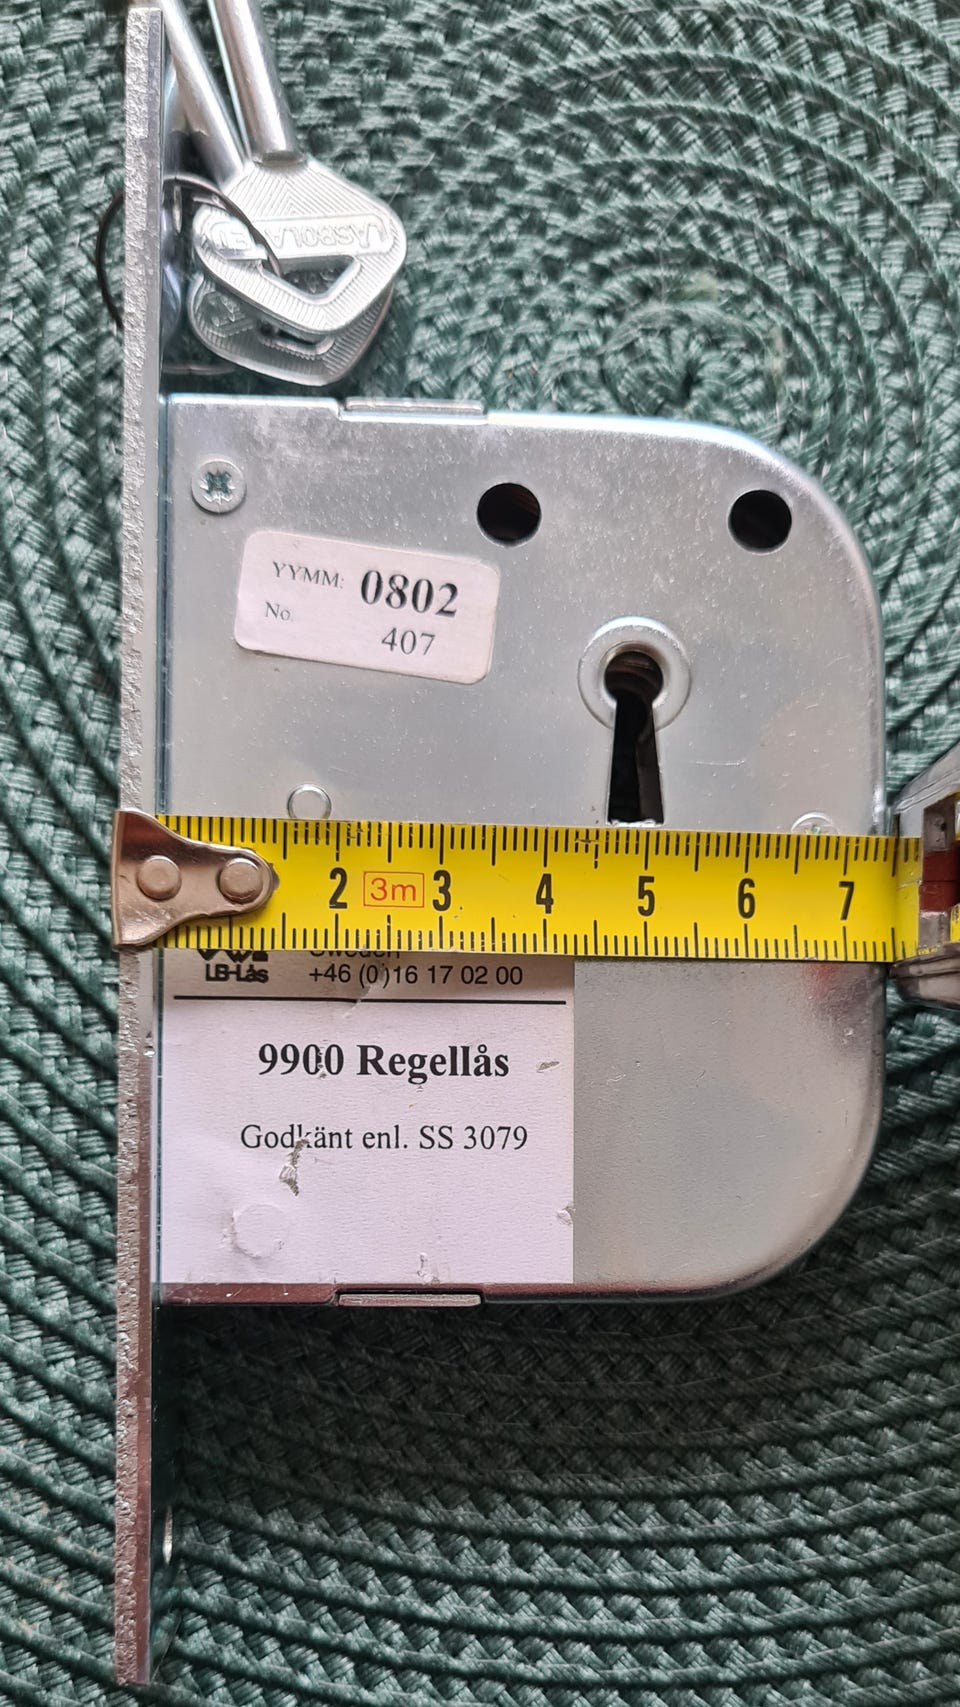 LÅSBOLAGET
YYMM: 0802
No. 407
2 3m 3 4 5 6 7
Sweden
LB-Lås +46 (0)16 17 02 00
9900 Regellås
Godkänt enl. SS 3079